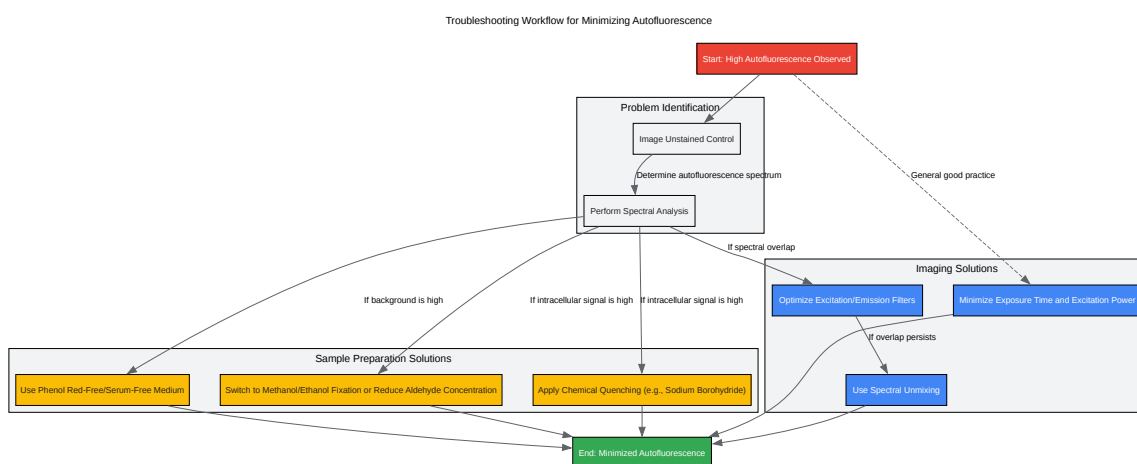 Troubleshooting Workflow for Minimizing Autofluorescence
Start: High Autofluorescence Observed
Problem Identification
Image Unstained Control
Determine autofluorescence spectrum
General good practice
Perform Spectral Analysis
If spectral overlap
Imaging Solutions
If background is high
If intracellular signal is high
If intracellular signal is high
Optimize Excitation/Emission Filters
Minimize Exposure Time and Excitation Power
If overlap persists
Sample Preparation Solutions
Use Phenol Red-Free/Serum-Free Medium
Switch to Methanol/Ethanol Fixation or Reduce Aldehyde Concentration
Apply Chemical Quenching (e.g., Sodium Borohydride)
Use Spectral Unmixing
End: Minimized Autofluorescence